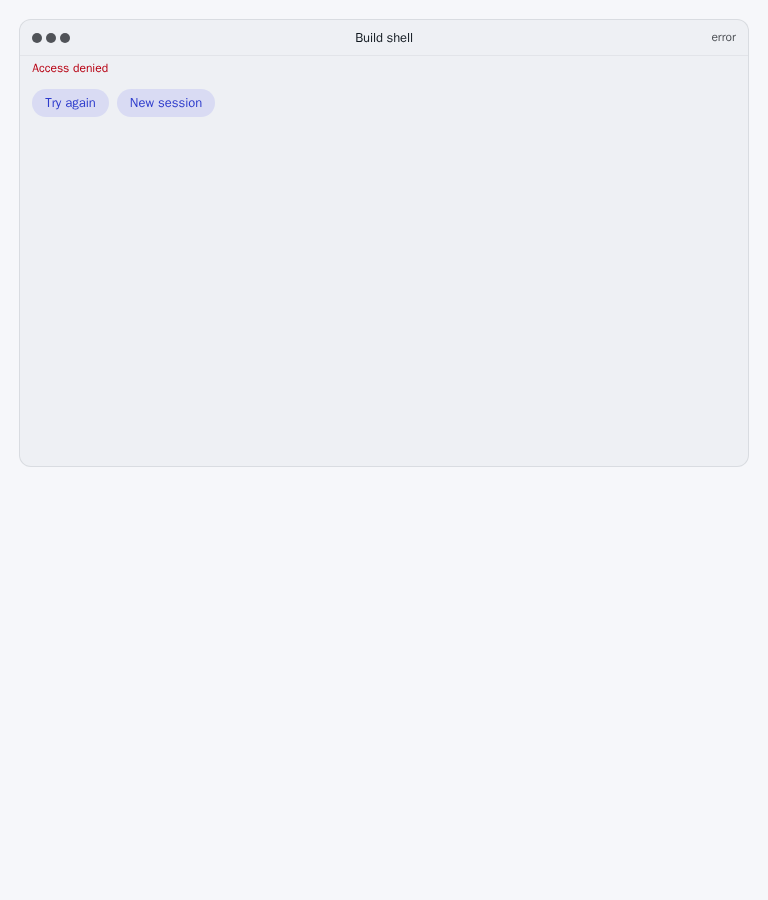 Build shell
error
Access denied
Try again
New session